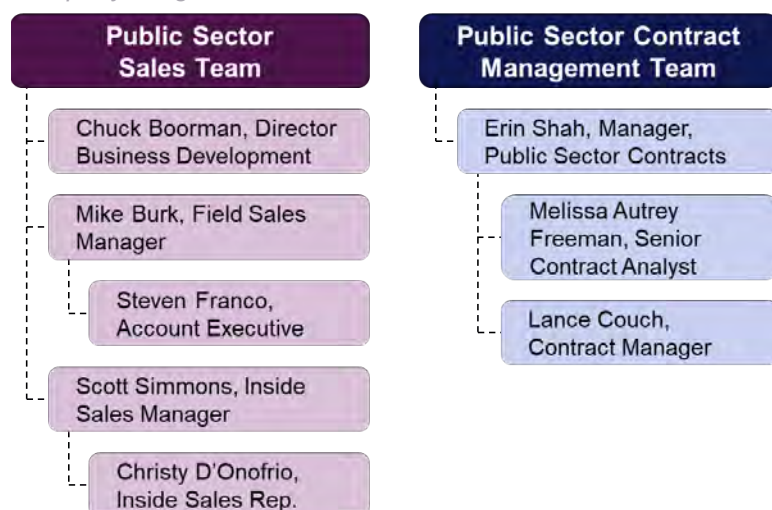 Public Sector
Sales Team
Chuck Boorman, Director
Business Development
Mike Burk, Field Sales
Manager
Steven Franco,
Account Executive
Scott Simmons, Inside
Sales Manager
Christy D’Onofrio,
Inside Sales Rep.
Public Sector Contract
Management Team
Erin Shah, Manager,
Public Sector Contracts
Melissa Autrey
Freeman, Senior
Contract Analyst
Lance Couch,
Contract Manager